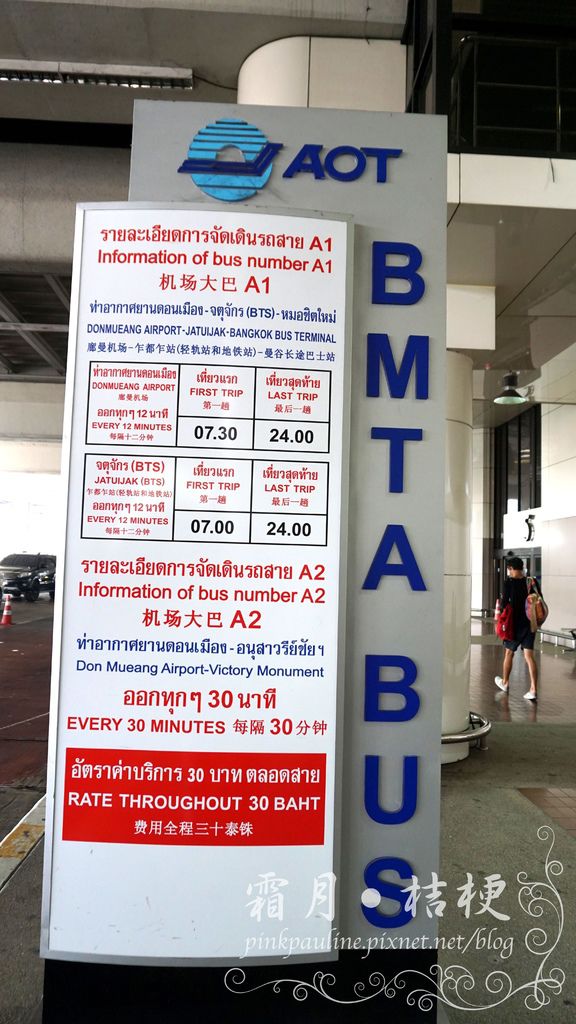 AOT
รายละเอียดการจัดเดินรถสาย A1
Information of bus number A1
机场大巴 A1
ท่าอากาศยานดอนเมือง-จตุจักร (BTS)-หมอชิตใหม่
DONMUEANG AIRPORT-JATUIJAK-BANGKOK BUS TERMINAL
廊曼机场-乍都乍站(轻轨站和地铁站)-曼谷长途巴士站
ท่าอากาศยานดอนเมือง
DONMUEANG AIRPORT
廊曼机场
ออกทุกๆ 12 นาที
EVERY 12 MINUTES
每隔十二分钟
เที่ยวแรก
FIRST TRIP
第一趟
07.30
เที่ยวสุดท้าย
LAST TRIP
最后一趟
24.00
จตุจักร (BTS)
JATUIJAK (BTS)
乍都乍站(轻轨站和地铁站)
ออกทุกๆ 12 นาที
EVERY 12 MINUTES
每隔十二分钟
เที่ยวแรก
FIRST TRIP
第一趟
07.00
เที่ยวสุดท้าย
LAST TRIP
最后一趟
24.00
รายละเอียดการจัดเดินรถสาย A2
Information of bus number A2
机场大巴 A2
ท่าอากาศยานดอนเมือง - อนุสาวรีย์ชัยฯ
Don Mueang Airport-Victory Monument
ออกทุกๆ 30 นาที
EVERY 30 MINUTES 每隔 30 分钟
อัตราค่าบริการ 30 บาท ตลอดสาย
RATE THROUGHOUT 30 BAHT
费用全程三十泰铢
BMTA BUS
5
霜月•桔梗
pinkpauline.pixnet.net/blog